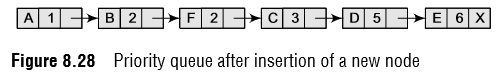 A 1 B 2 F 2 C 3 D 5 E 6 X
Figure 8.28 Priority queue after insertion of a new node